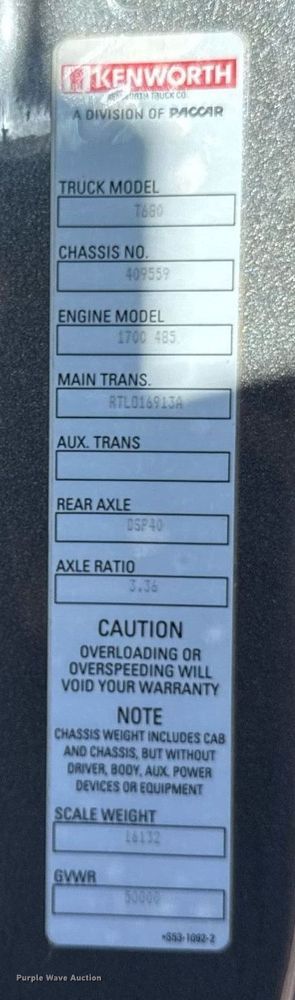 KENWORTH
KENWORTH TRUCK CO.
A DIVISION OF PACCAR
TRUCK MODEL
T680
CHASSIS NO.
409559
ENGINE MODEL
1700 485
MAIN TRANS.
RTLO16913A
AUX. TRANS
REAR AXLE
DSP40
AXLE RATIO
3.36
CAUTION
OVERLOADING OR
OVERSPEEDING WILL
VOID YOUR WARRANTY
NOTE
CHASSIS WEIGHT INCLUDES CAB
AND CHASSIS, BUT WITHOUT
DRIVER, BODY, AUX. POWER
DEVICES OR EQUIPMENT
SCALE WEIGHT
16132
GVWR
50000
Purple Wave Auction